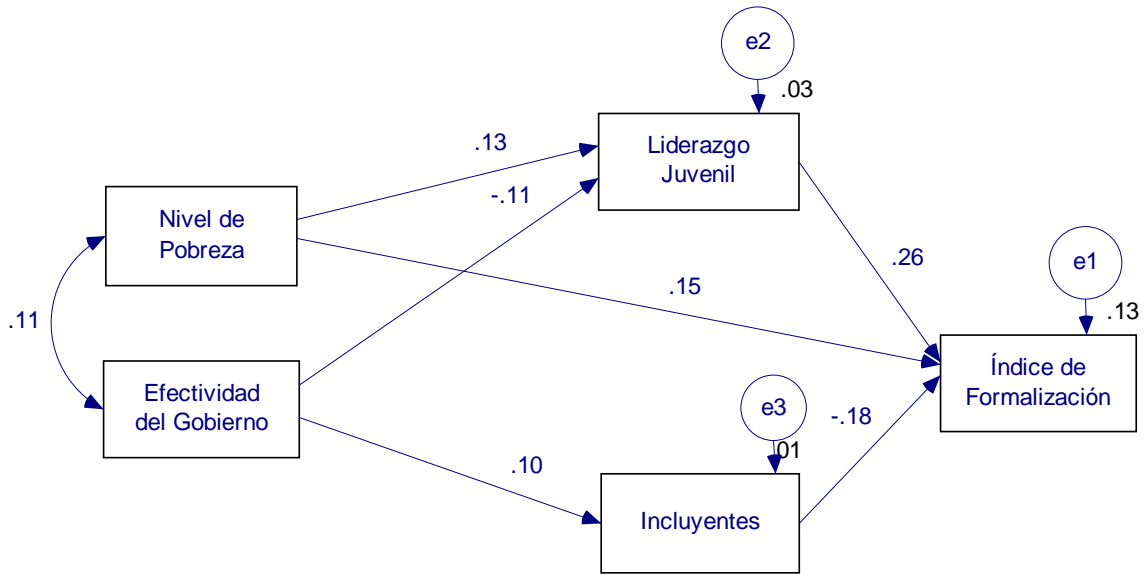 e2
.03
Liderazgo
Juvenil
.13
-.11
Nivel de
Pobreza
.26
e1
.15
.13
.11
Índice de
Formalización
Efectividad
del Gobierno
e3
-.18
.01
.10
Incluyentes